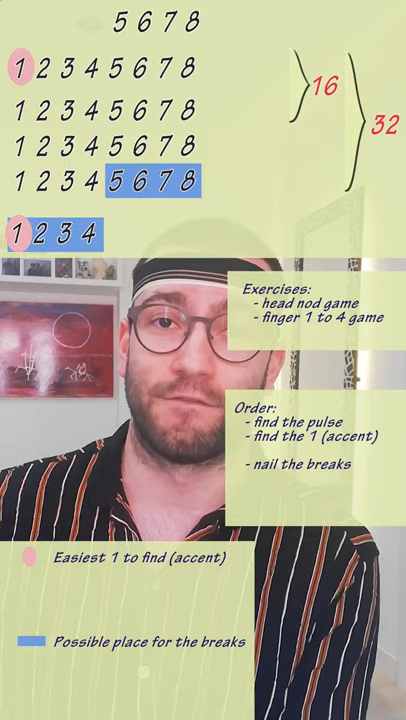 5 6 7 8
1 2 3 4 5 6 7 8
16
1 2 3 4 5 6 7 8
32
1 2 3 4 5 6 7 8
1 2 3 4 5 6 7 8
1 2 3 4
Exercises:
- head nod game
- finger 1 to 4 game
Order:
- find the pulse
- find the 1 (accent)
- nail the breaks
Easiest 1 to find (accent)
Possible place for the breaks